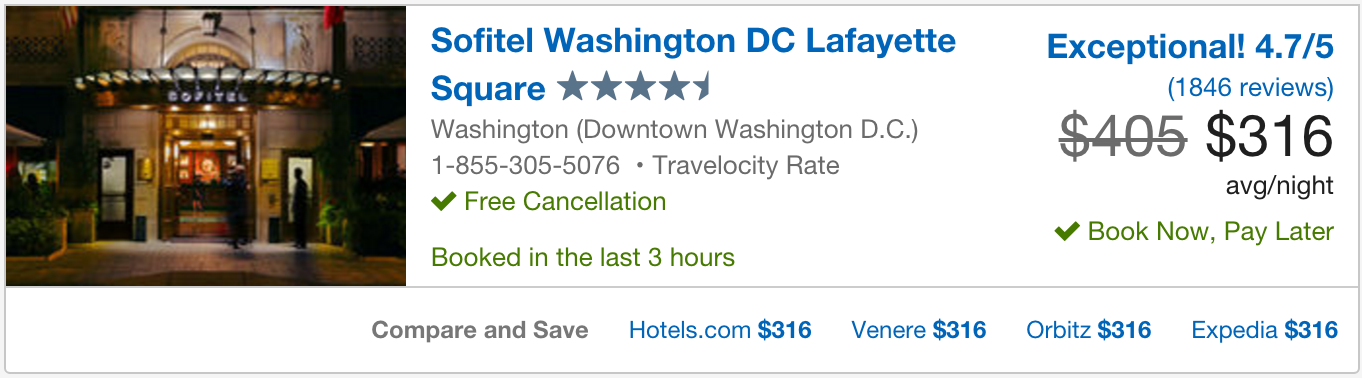 SOFITEL
Sofitel Washington DC Lafayette
Square
Washington (Downtown Washington D.C.)
1-855-305-5076 • Travelocity Rate
Free Cancellation
Booked in the last 3 hours
Exceptional! 4.7/5
(1846 reviews)
$405 $316
avg/night
Book Now, Pay Later
Compare and Save Hotels.com $316 Venere $316 Orbitz $316 Expedia $316